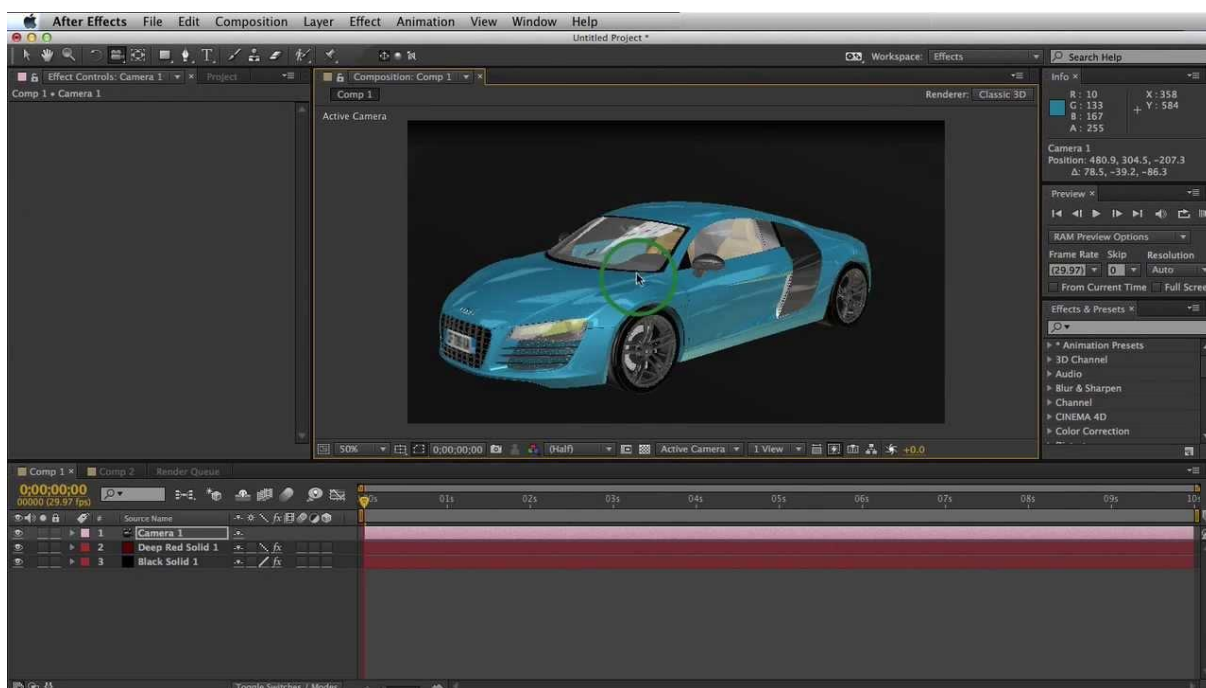 After Effects File Edit Composition Layer Effect Animation View Window Help
Untitled Project *
Workspace: Effects
Search Help
Effect Controls: Camera 1 Project
Composition: Comp 1
Info
Comp 1 • Camera 1
Comp 1
Renderer: Classic 3D
R: 10 X: 358
G: 133 Y: 584
B: 167
A: 255
Active Camera
Camera 1
Position: 480.9, 304.5, -207.3
Δ: 78.5, -39.2, -86.3
Preview
RAM Preview Options
Frame Rate Skip Resolution
(29.97) 0 Auto
From Current Time Full Scree
Effects & Presets
* Animation Presets
3D Channel
Audio
Blur & Sharpen
Channel
CINEMA 4D
Color Correction
50% 0;00;00;00 (Half) Active Camera 1 View +0.0
Comp 1 Comp 2 Render Queue
0;00;00;00
00000 (29.97 fps)
0s 01s 02s 03s 04s 05s 06s 07s 08s 09s 10s
# Source Name fx
1 Camera 1
2 Deep Red Solid 1 fx
3 Black Solid 1 fx
Toggle Switches / Modes